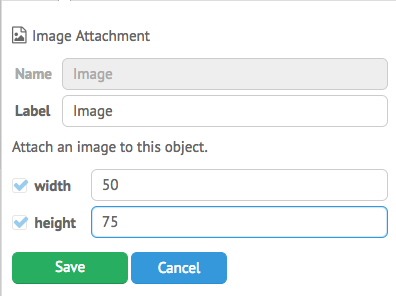 Image Attachment
Name Image
Label Image
Attach an image to this object.
width 50
height 75
Save Cancel